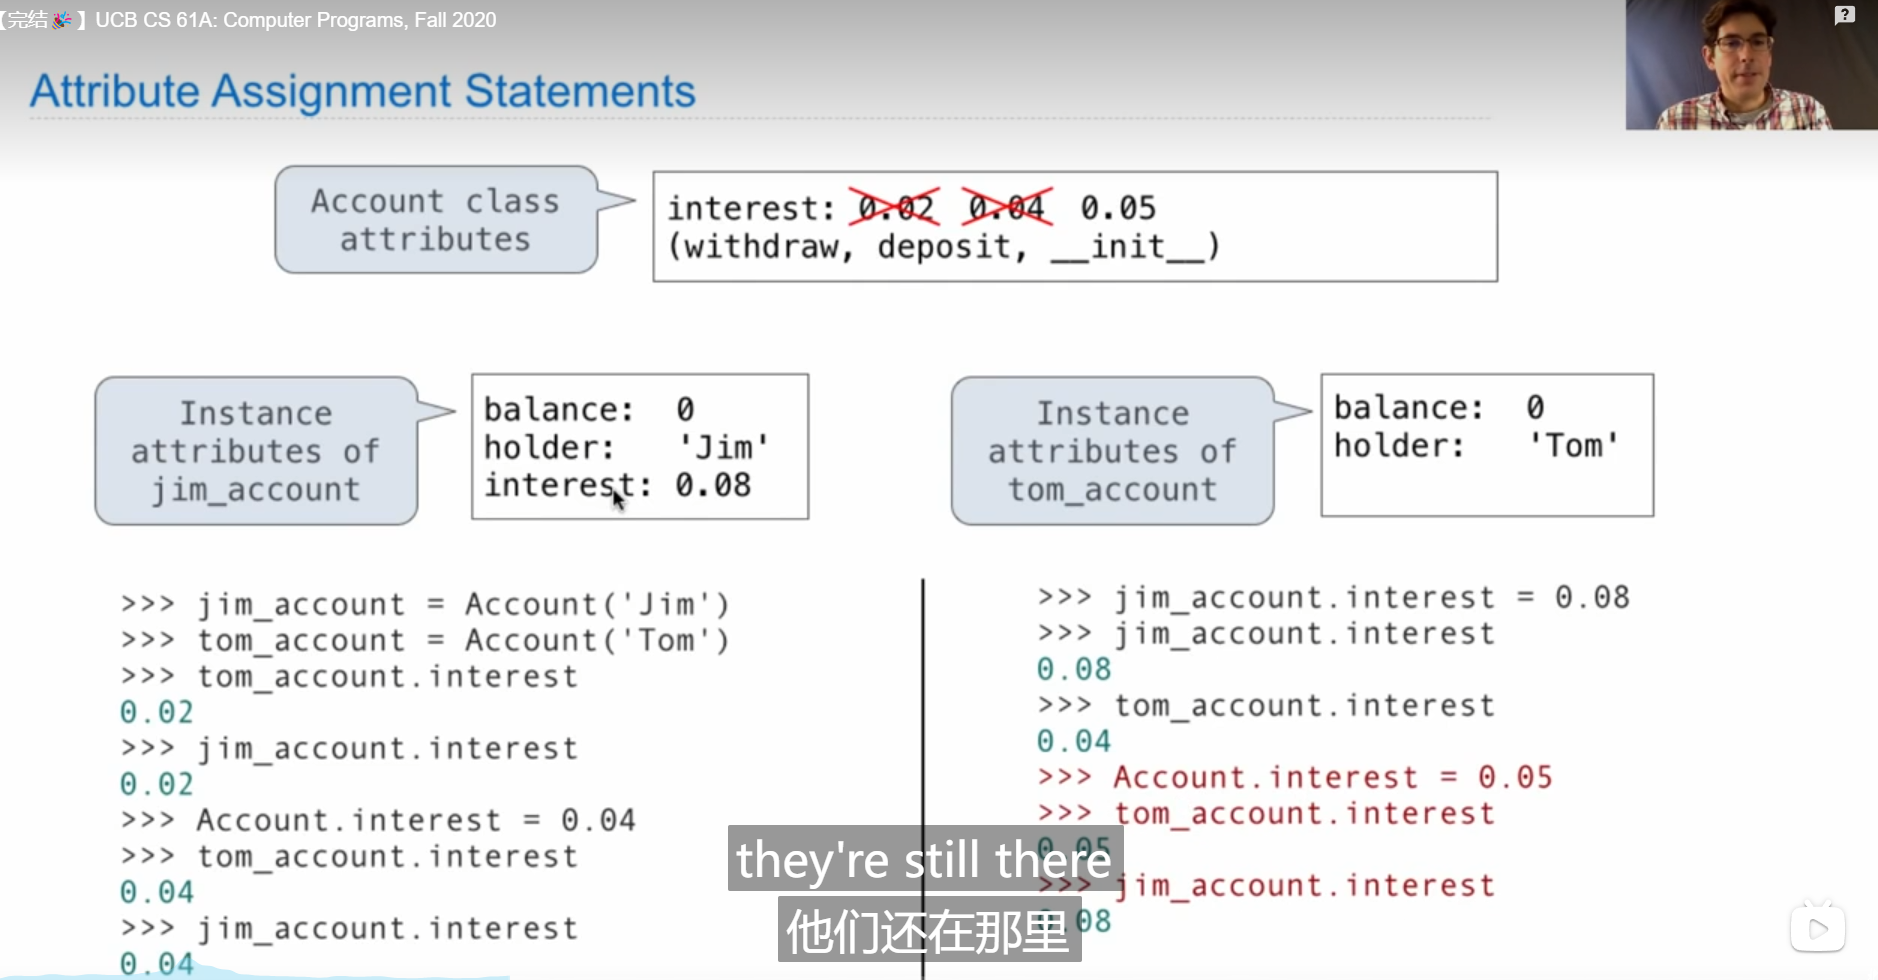 【完结🎉】UCB CS 61A: Computer Programs, Fall 2020
Attribute Assignment Statements
Account class
attributes
interest: 0.02 0.04 0.05
(withdraw, deposit, __init__)
Instance
attributes of
jim_account
balance: 0
holder: 'Jim'
interest: 0.08
Instance
attributes of
tom_account
balance: 0
holder: 'Tom'
>>> jim_account = Account('Jim')
>>> tom_account = Account('Tom')
>>> tom_account.interest
0.02
>>> jim_account.interest
0.02
>>> Account.interest = 0.04
>>> tom_account.interest
0.04
>>> jim_account.interest
0.04
>>> jim_account.interest = 0.08
>>> jim_account.interest
0.08
>>> tom_account.interest
0.04
>>> Account.interest = 0.05
>>> tom_account.interest
0.05
>>> jim_account.interest
0.08
they're still there
他们还在那里